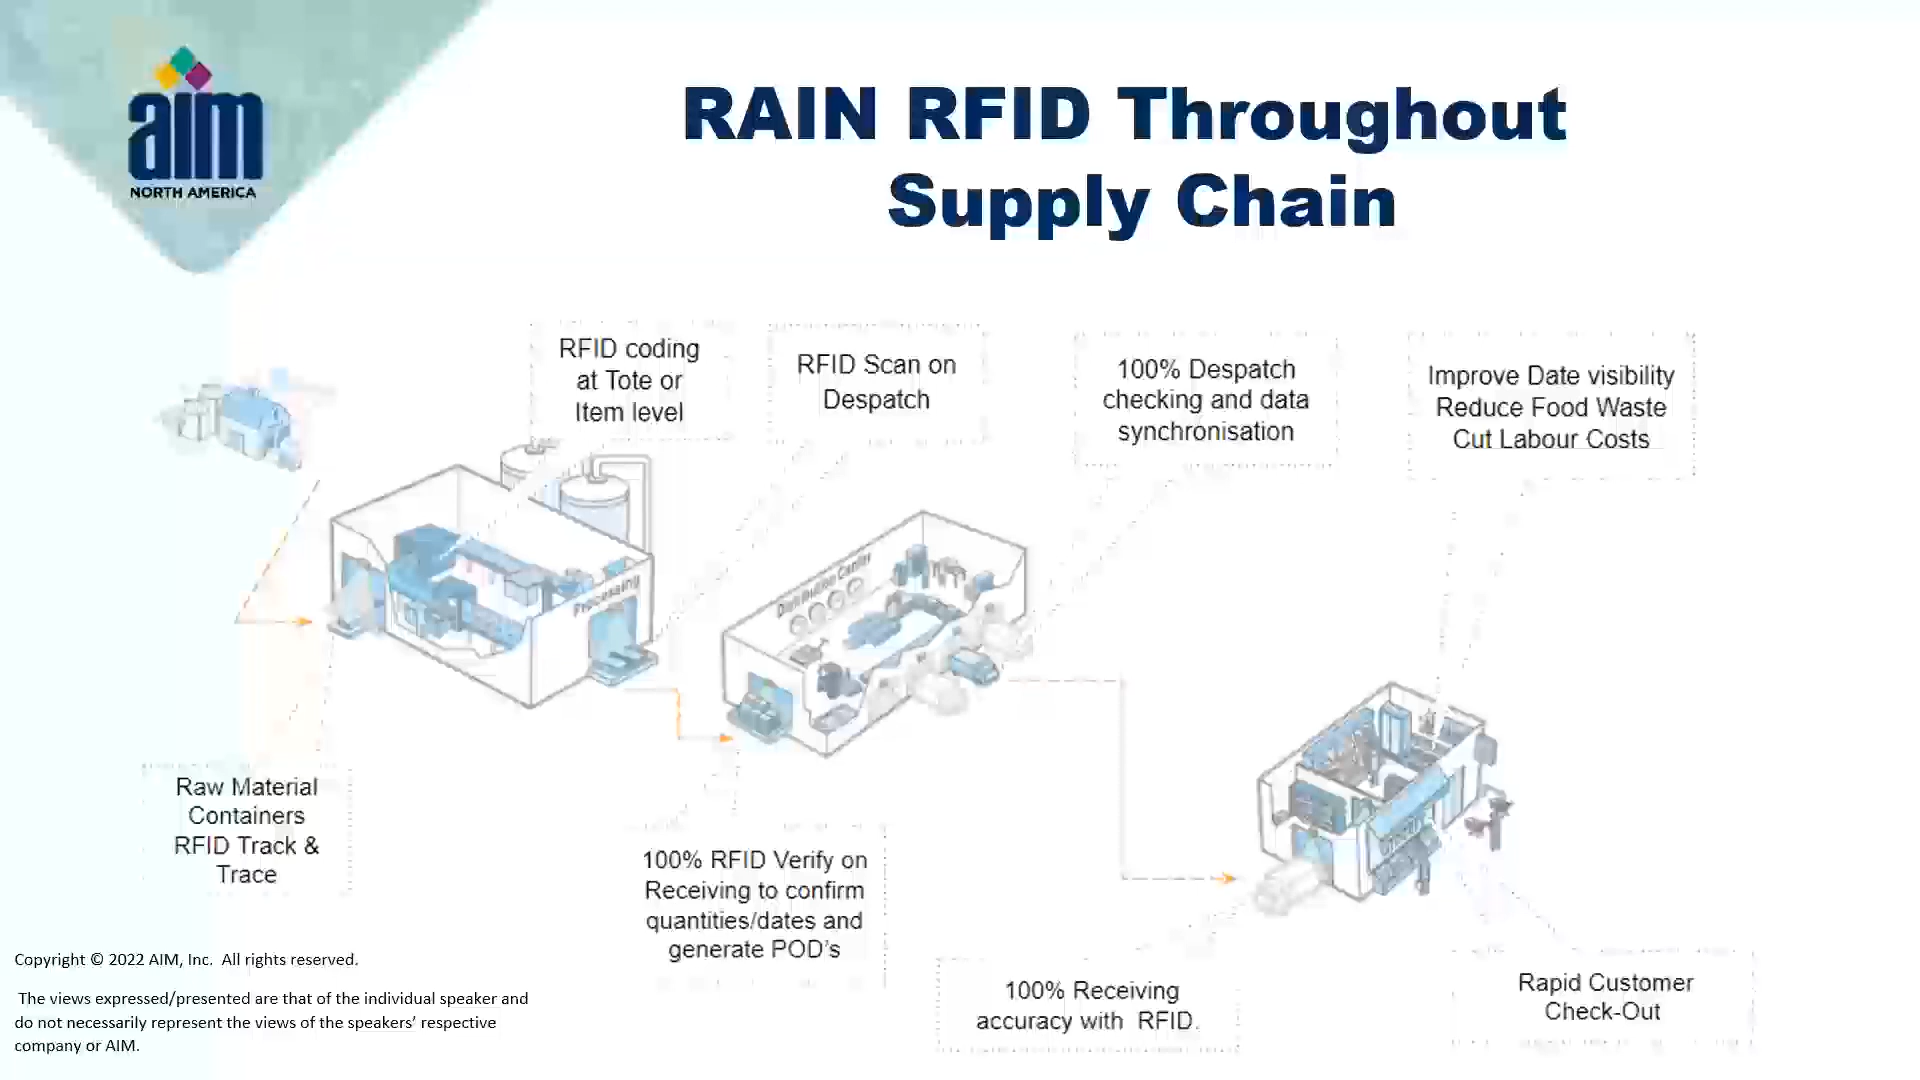 aim
NORTH AMERICA
RAIN RFID Throughout
Supply Chain
RFID coding
at Tote or
Item level
RFID Scan on
Despatch
100% Despatch
checking and data
synchronisation
Improve Date visibility
Reduce Food Waste
Cut Labour Costs
Processing
Distribution Center
Raw Material
Containers
RFID Track &
Trace
100% RFID Verify on
Receiving to confirm
quantities/dates and
generate POD's
100% Receiving
accuracy with  RFID.
Rapid Customer
Check-Out
Copyright © 2022 AIM, Inc.  All rights reserved.
The views expressed/presented are that of the individual speaker and
do not necessarily represent the views of the speakers' respective
company or AIM.